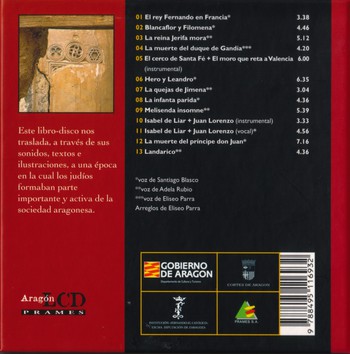 01 El rey Fernando en Francia* 3.38
02 Blancaflor y Filomena* 4.46
03 La reina Jerifa mora** 5.12
04 La muerte del duque de Gandía*** 4.20
05 El cerco de Santa Fé + El moro que reta a Valencia 6.00
(instrumental)
06 Hero y Leandro* 6.35
07 La quejas de Jimena** 3.04
08 La infanta parida* 4.36
09 Melisenda insomne** 5.39
10 Isabel de Liar + Juan Lorenzo (instrumental) 3.33
11 Isabel de Liar + Juan Lorenzo (vocal)* 4.56
12 La muerte del príncipe don Juan* 7.16
13 Landarico** 4.36
*voz de Santiago Blasco
**voz de Adela Rubio
***voz de Eliseo Parra
Arreglos de Eliseo Parra
Este libro-disco nos
traslada, a través de sus
sonidos, textos e
ilustraciones, a una época
en la cual los judíos
formaban parte
importante y activa de la
sociedad aragonesa.
Aragón LCD
PRAMES
GOBIERNO
DE ARAGON
CORTES DE ARAGÓN
PRAMES S.A.
9 788495 116932